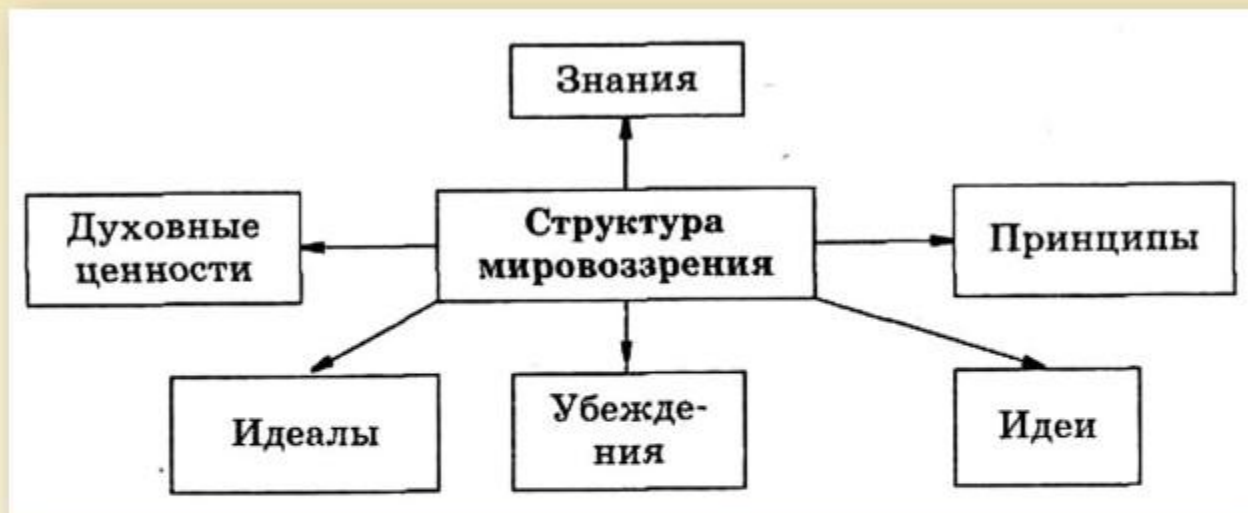 Знания
Духовные
ценности
Структура
мировоззрения
Принципы
Идеалы
Убежде-
ния
Идеи